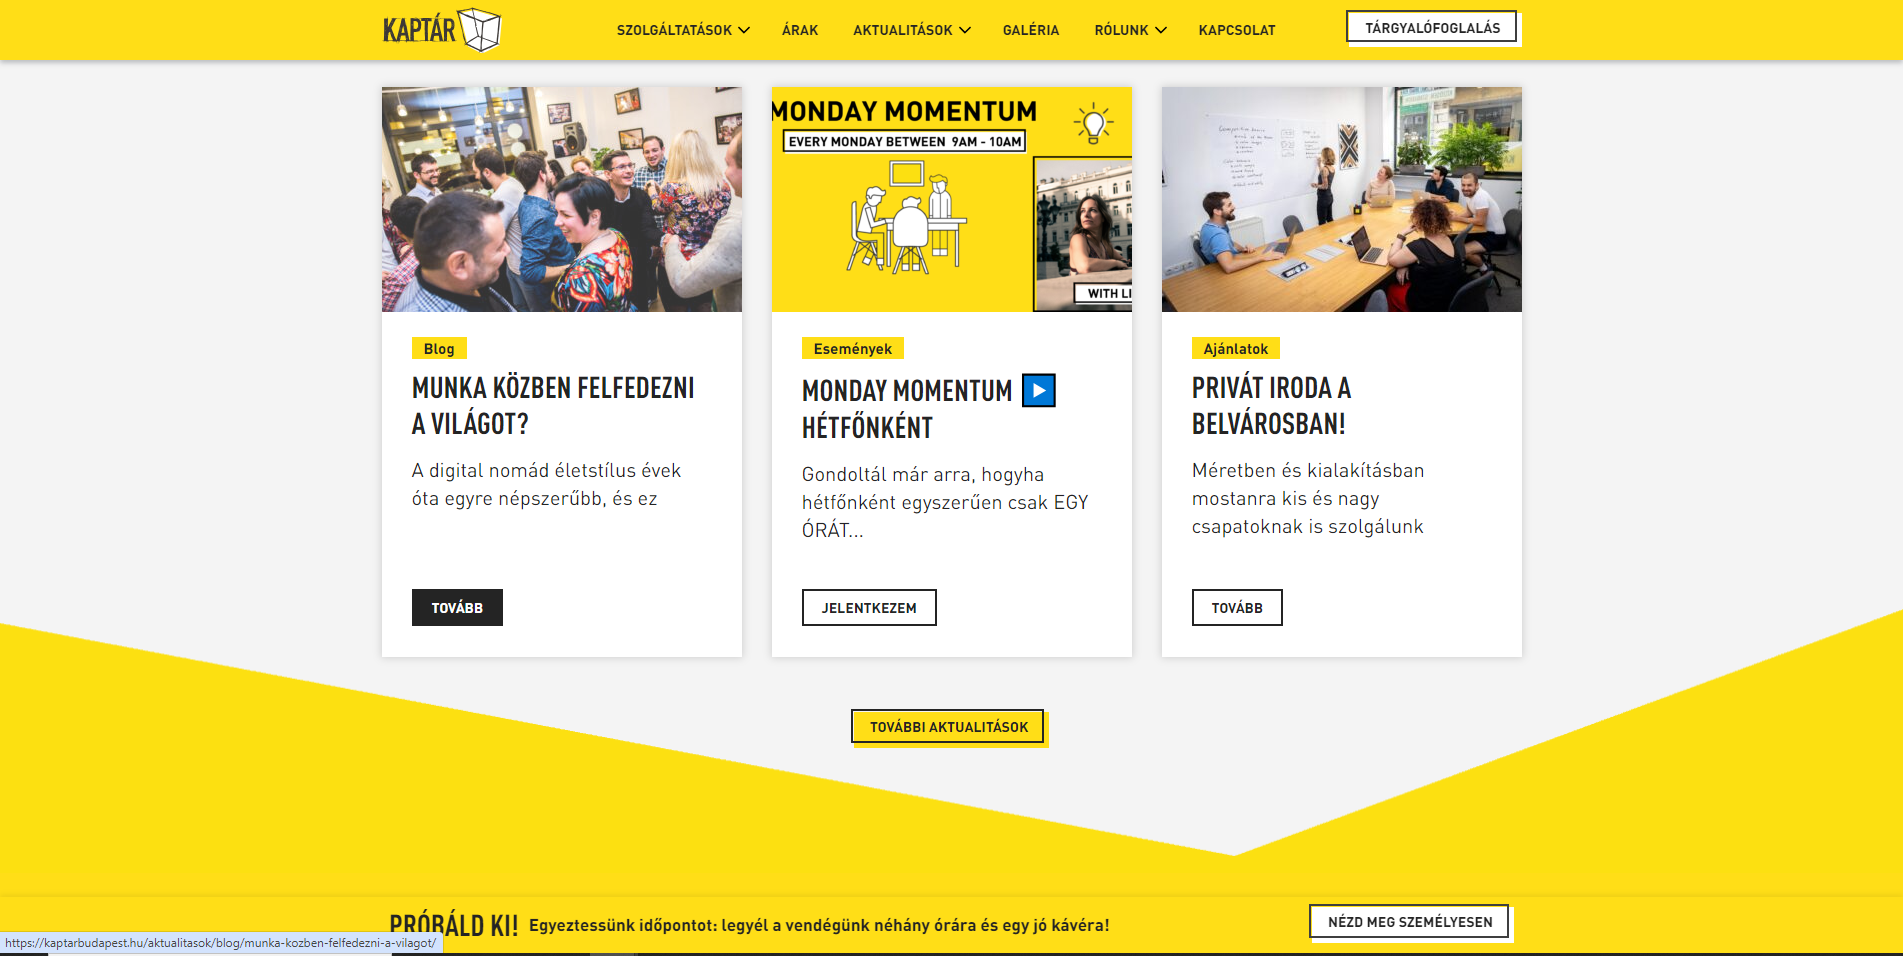 KAPTÁR
SZOLGÁLTATÁSOK
ÁRAK
AKTUALITÁSOK
GALÉRIA
RÓLUNK
KAPCSOLAT
TÁRGYALÓFOGLALÁS
MONDAY MOMENTUM
EVERY MONDAY BETWEEN 9AM - 10AM
WITH LI
Blog
MUNKA KÖZBEN FELFEDEZNI
A VILÁGOT?
A digital nomád életstílus évek
óta egyre népszerűbb, és ez
TOVÁBB
Események
MONDAY MOMENTUM
HÉTFŐNKÉNT
Gondoltál már arra, hogyha
hétfőnként egyszerűen csak EGY
ÓRÁT...
JELENTKEZEM
Ajánlatok
PRIVÁT IRODA A
BELVÁROSBAN!
Méretben és kialakításban
mostanra kis és nagy
csapatoknak is szolgálunk
TOVÁBB
TOVÁBBI AKTUALITÁSOK
PRÓBÁLD KI!
Egyeztessünk időpontot: legyél a vendégünk néhány órára és egy jó kávéra!
NÉZD MEG SZEMÉLYESEN
https://kaptarbudapest.hu/aktualitasok/blog/munka-kozben-felfedezni-a-vilagot/